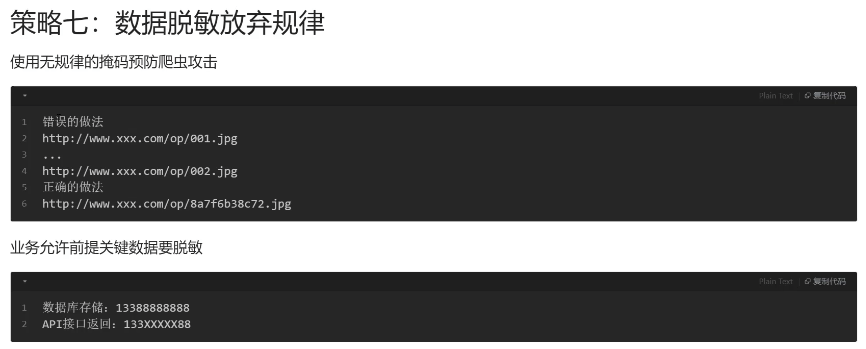 策略七：数据脱敏放弃规律
使用无规律的掩码预防爬虫攻击
Plain Text 复制代码
1 错误的做法
2 http://www.xxx.com/op/001.jpg
3 ...
4 http://www.xxx.com/op/002.jpg
5 正确的做法
6 http://www.xxx.com/op/8a7f6b38c72.jpg
业务允许前提关键数据要脱敏
Plain Text 复制代码
1 数据库存储：13388888888
2 API接口返回：133XXXXX88